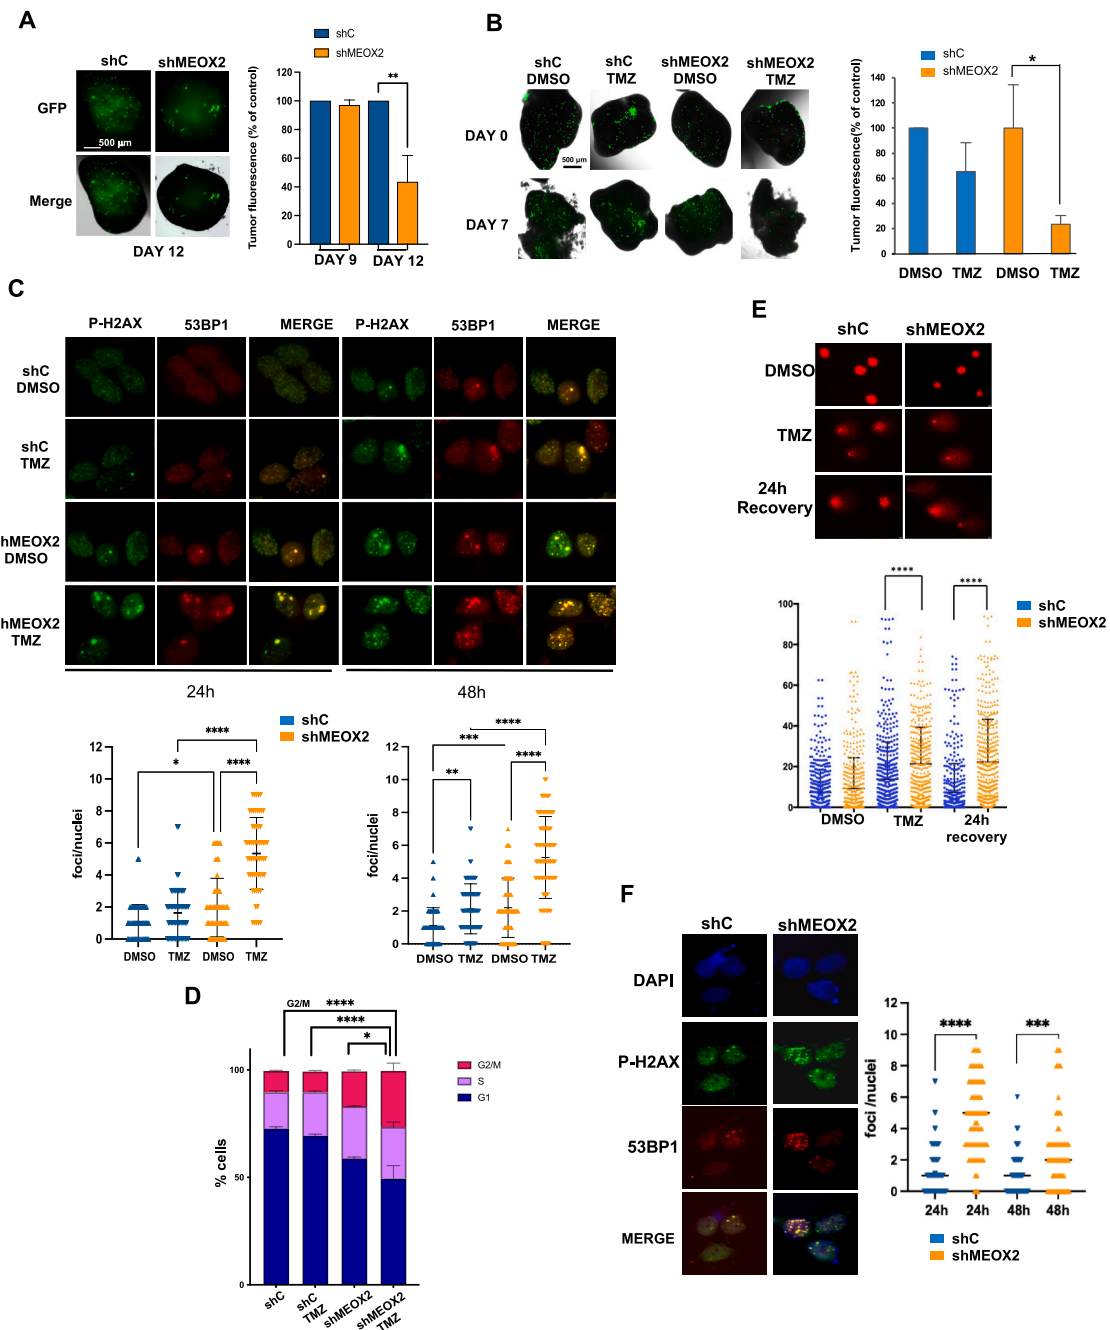 A
shC
shMEOX2
GFP
500 µm
Merge
DAY 12
shC
shMEOX2
Tumor fluorescence (% of control)
120
100
80
60
40
20
0
**
DAY 9
DAY 12
B
shC
DMSO
shC
TMZ
shMEOX2
DMSO
shMEOX2
TMZ
DAY 0
500 µm
DAY 7
shC
shMEOX2
Tumor fluorescence(% of control)
140
120
100
80
60
40
20
0
*
DMSO
TMZ
DMSO
TMZ
C
P-H2AX
53BP1
MERGE
P-H2AX
53BP1
MERGE
shC
DMSO
shC
TMZ
hMEOX2
DMSO
hMEOX2
TMZ
24h
48h
shC
shMEOX2
foci/nuclei
12
10
8
6
4
2
0
*
****
****
DMSO
TMZ
DMSO
TMZ
foci/nuclei
12
10
8
6
4
2
0
**
***
****
****
DMSO
TMZ
DMSO
TMZ
D
G2/M
****
****
*
G2/M
S
G1
% cells
100
50
0
shC
shC
TMZ
shMEOX2
shMEOX2
TMZ
E
shC
shMEOX2
DMSO
TMZ
24h
Recovery
shC
shMEOX2
100
80
60
40
20
0
****
****
DMSO
TMZ
24h
recovery
F
shC
shMEOX2
DAPI
P-H2AX
53BP1
MERGE
foci /nuclei
12
10
8
6
4
2
0
****
***
24h
24h
48h
48h
shC
shMEOX2